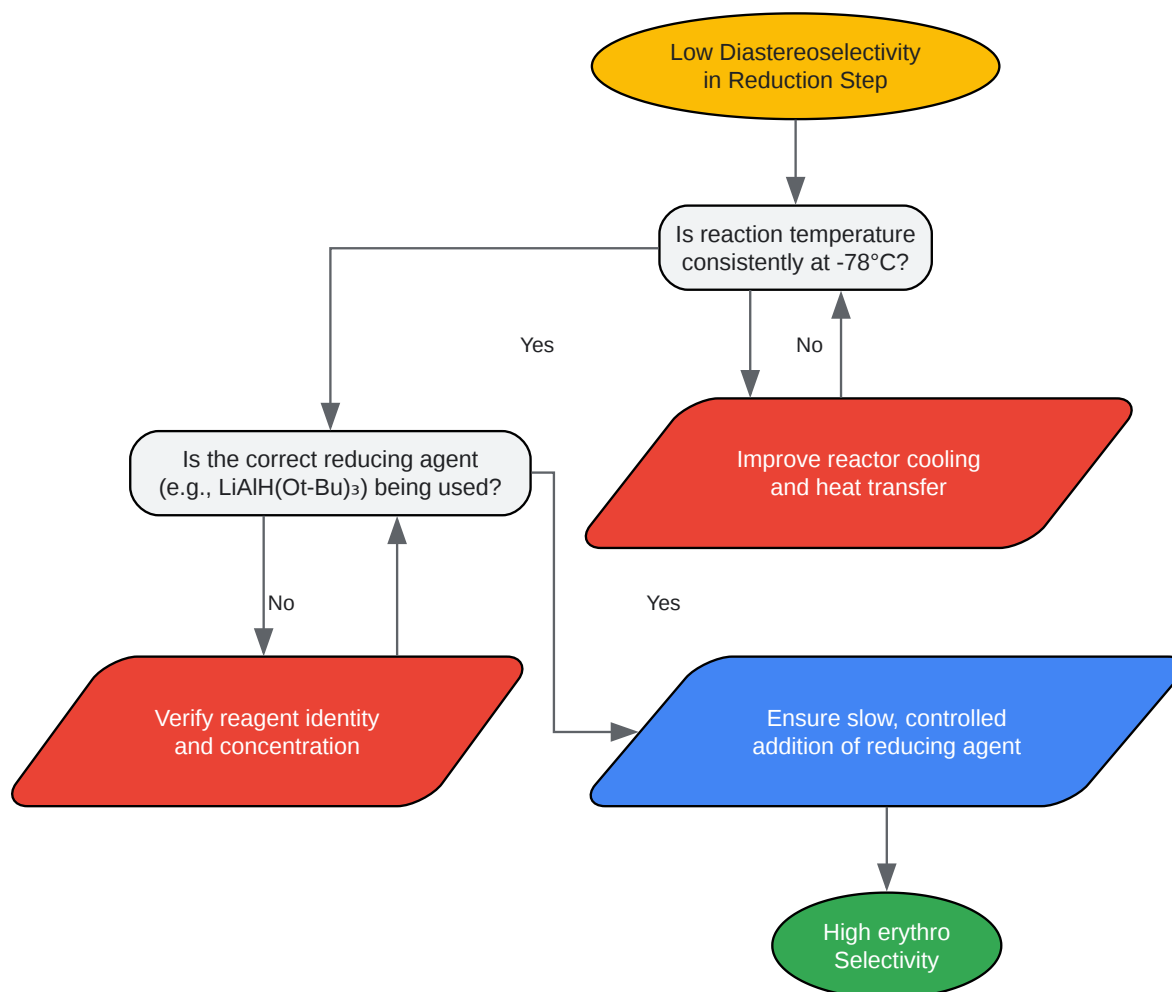 Low Diastereoselectivity
in Reduction Step
Is reaction temperature
consistently at -78°C?
Yes
No
Improve reactor cooling
and heat transfer
Is the correct reducing agent
(e.g., LiAlH(Ot-Bu)₃) being used?
No
Yes
Verify reagent identity
and concentration
Ensure slow, controlled
addition of reducing agent
High erythro
Selectivity